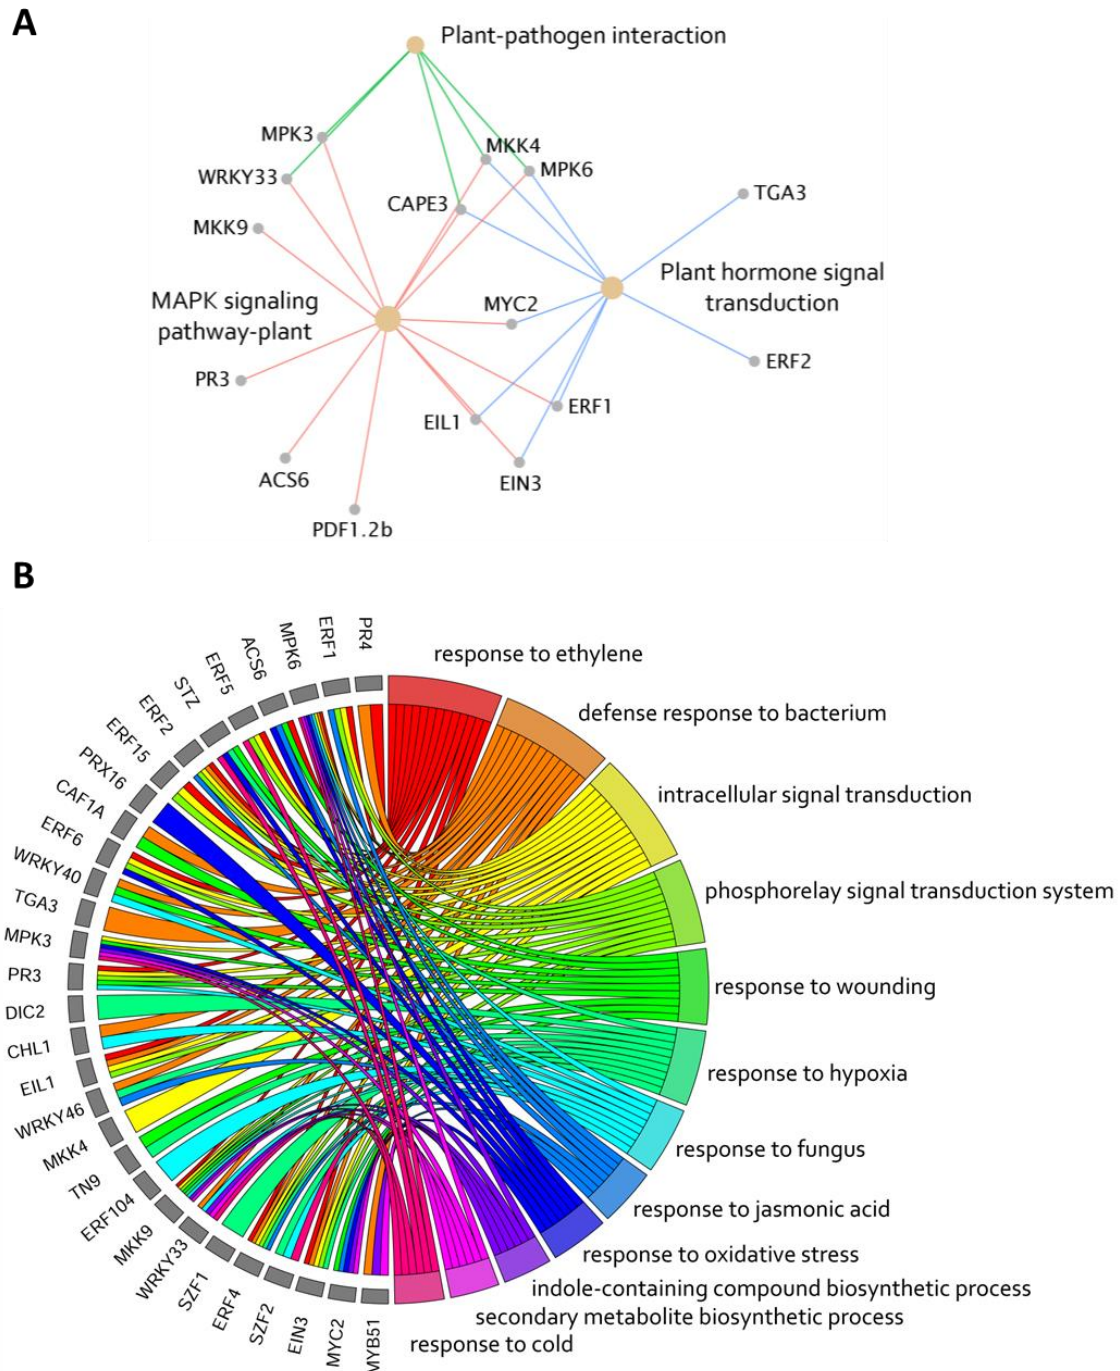 A
Plant-pathogen interaction
MPK3
MKK4
WRKY33
MPK6
TGA3
CAPE3
MKK9
Plant hormone signal
transduction
MAPK signaling
pathway-plant
MYC2
ERF2
PR3
EIL1
ERF1
ACS6
EIN3
PDF1.2b
B
PR4
ERF1
MPK6
ACS6
ERF5
STZ
ERF2
ERF15
PRX16
CAF1A
ERF6
WRKY40
TGA3
MPK3
PR3
DIC2
CHL1
EIL1
WRKY46
MKK4
TN9
ERF104
MKK9
WRKY33
SZF1
ERF4
SZF2
EIN3
MYC2
MYB51
response to ethylene
defense response to bacterium
intracellular signal transduction
phosphorelay signal transduction system
response to wounding
response to hypoxia
response to fungus
response to jasmonic acid
response to oxidative stress
indole-containing compound biosynthetic process
secondary metabolite biosynthetic process
response to cold